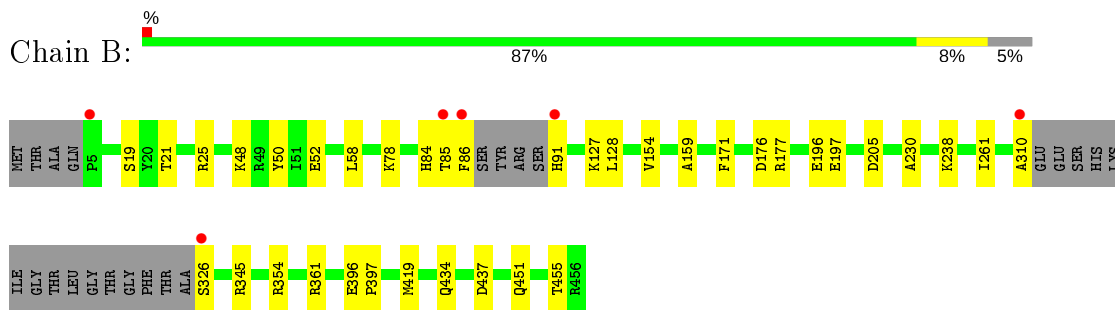 %
Chain B:
87% 8% 5%
MET THR ALA GLN P5 S19 Y20 T21 R25 K48 R49 Y50 I51 E52 L58 K78 H84 T85 F86 SER TYR ARG SER H91 K127 L128 V154 A159 F171 D176 R177 E196 E197 D205 A230 K238 I261 A310 GLU GLU SER HIS LYS
ILE GLY THR LEU GLY THR GLY PHE THR ALA S326 R345 R354 R361 E396 P397 M419 Q434 D437 Q451 T455 R456